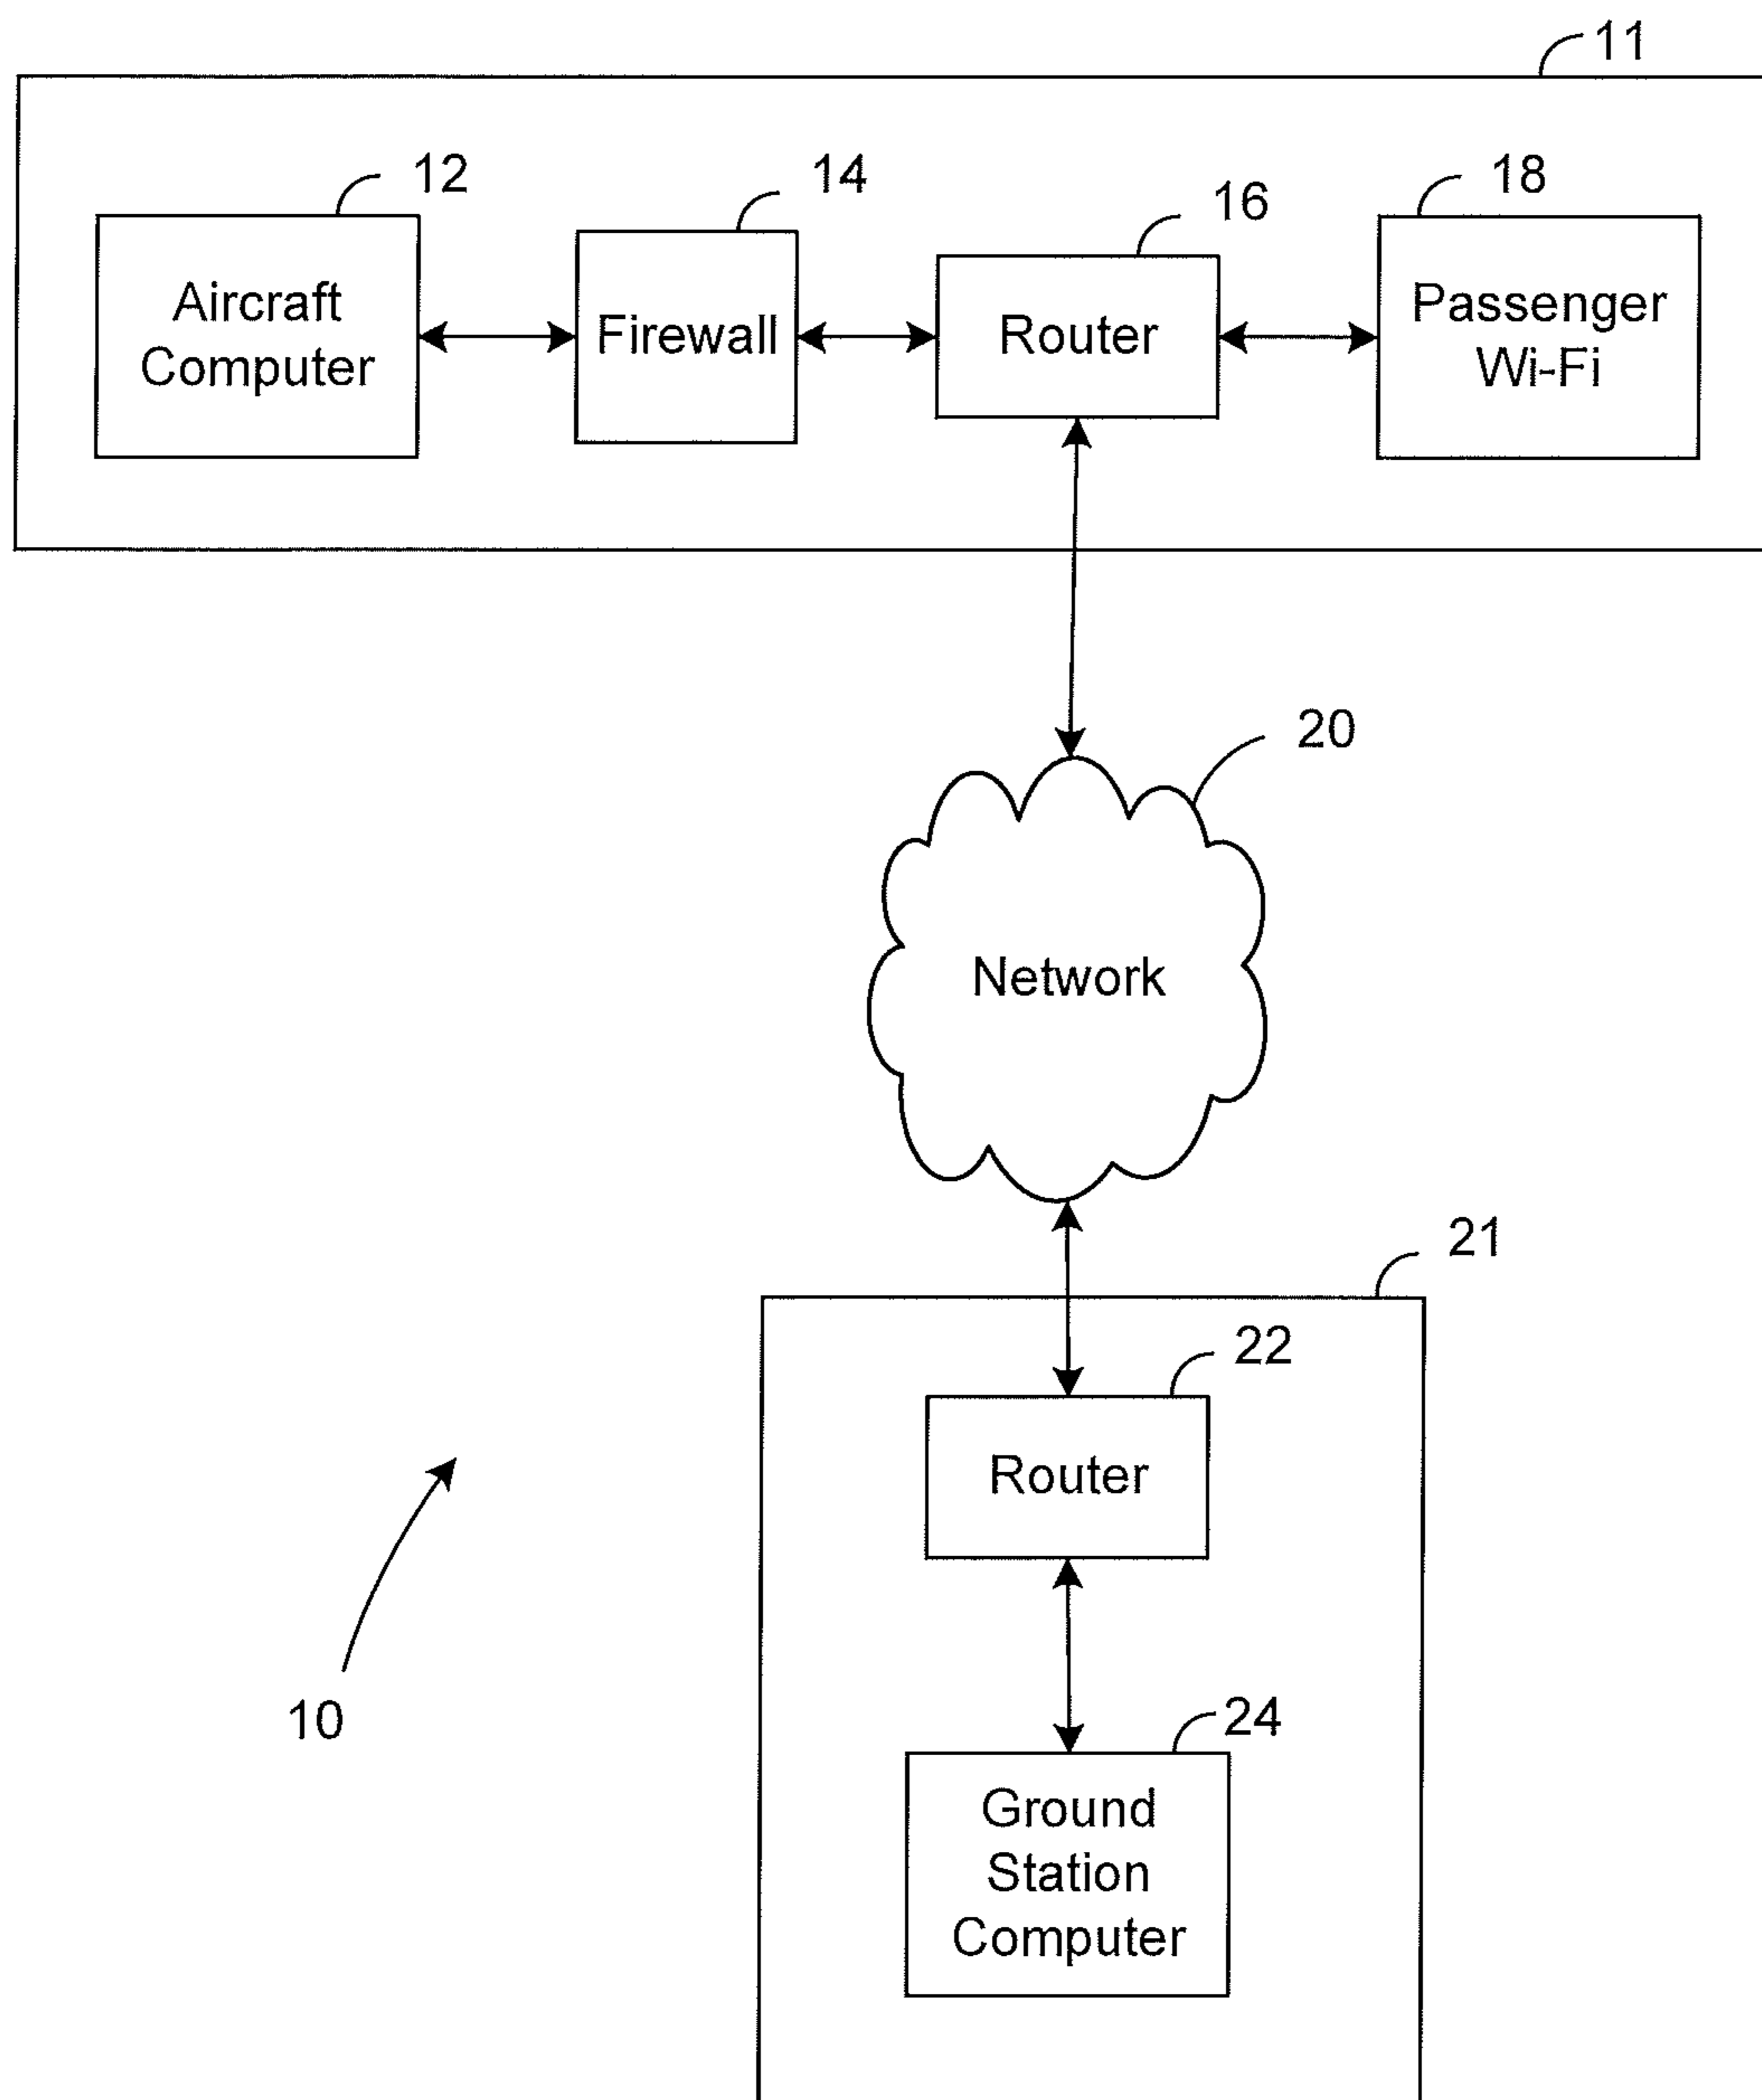 11
12
14
16
18
Aircraft
Computer
Firewall
Router
Passenger
Wi-Fi
20
Network
21
22
Router
10
24
Ground
Station
Computer